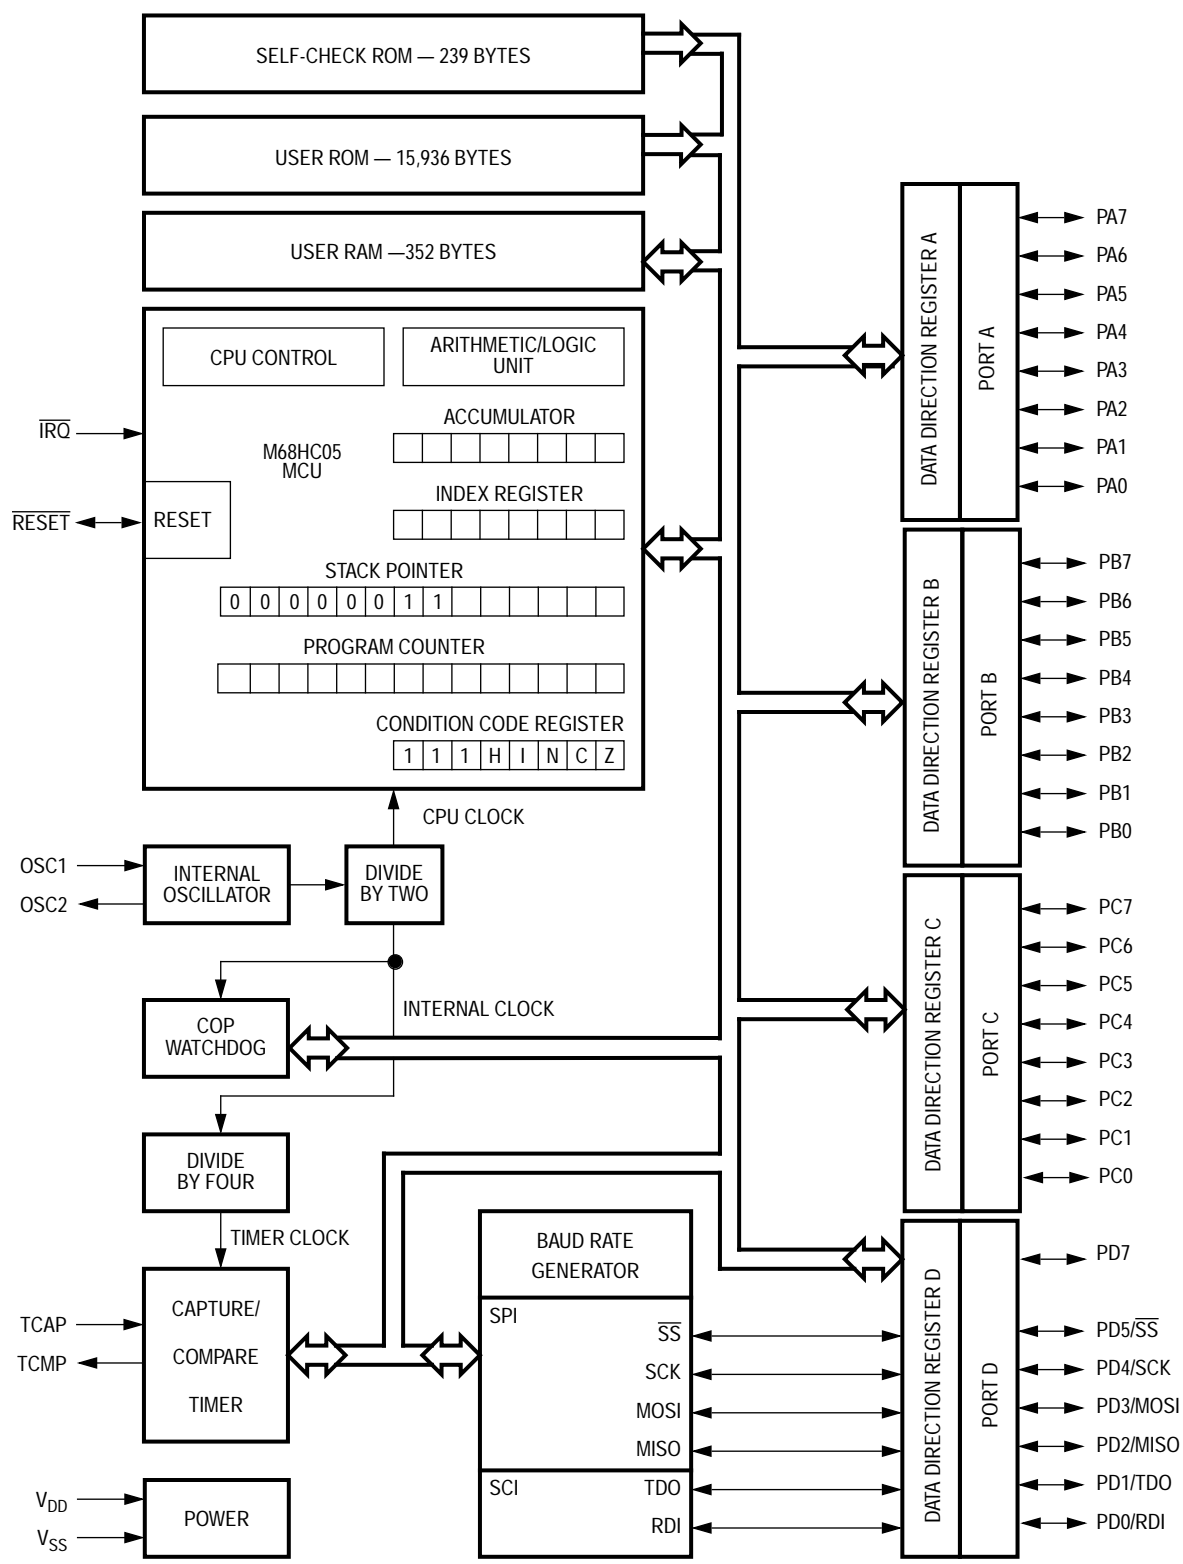 SELF-CHECK ROM — 239 BYTES
USER ROM — 15,936 BYTES
USER RAM —352 BYTES
CPU CONTROL
ARITHMETIC/LOGIC
UNIT
ACCUMULATOR
M68HC05
MCU
INDEX REGISTER
IRQ
RESET
RESET
STACK POINTER
0 0 0 0 0 0 1 1
PROGRAM COUNTER
CONDITION CODE REGISTER
1 1 1 H I N C Z
CPU CLOCK
OSC1
OSC2
INTERNAL
OSCILLATOR
DIVIDE
BY TWO
INTERNAL CLOCK
COP
WATCHDOG
DIVIDE
BY FOUR
TIMER CLOCK
TCAP
TCMP
CAPTURE/
COMPARE
TIMER
VDD
VSS
POWER
BAUD RATE
GENERATOR
SPI
SS
SCK
MOSI
MISO
SCI
TDO
RDI
DATA DIRECTION REGISTER A
PORT A
PA7
PA6
PA5
PA4
PA3
PA2
PA1
PA0
DATA DIRECTION REGISTER B
PORT B
PB7
PB6
PB5
PB4
PB3
PB2
PB1
PB0
DATA DIRECTION REGISTER C
PORT C
PC7
PC6
PC5
PC4
PC3
PC2
PC1
PC0
DATA DIRECTION REGISTER D
PORT D
PD7
PD5/SS
PD4/SCK
PD3/MOSI
PD2/MISO
PD1/TDO
PD0/RDI